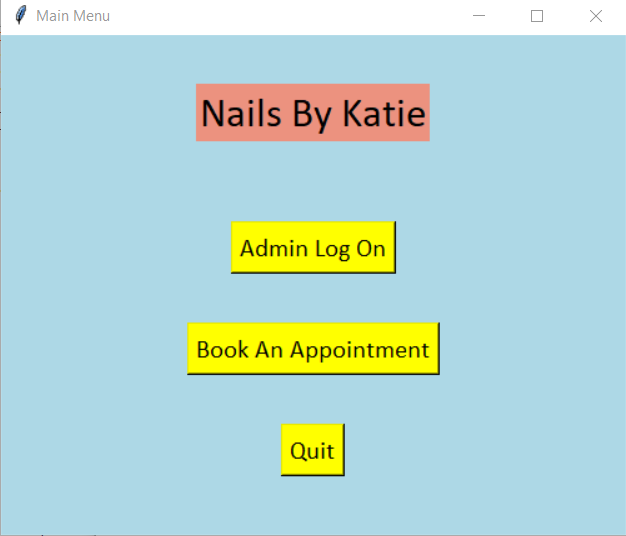 Main Menu
Nails By Katie
Admin Log On
Book An Appointment
Quit